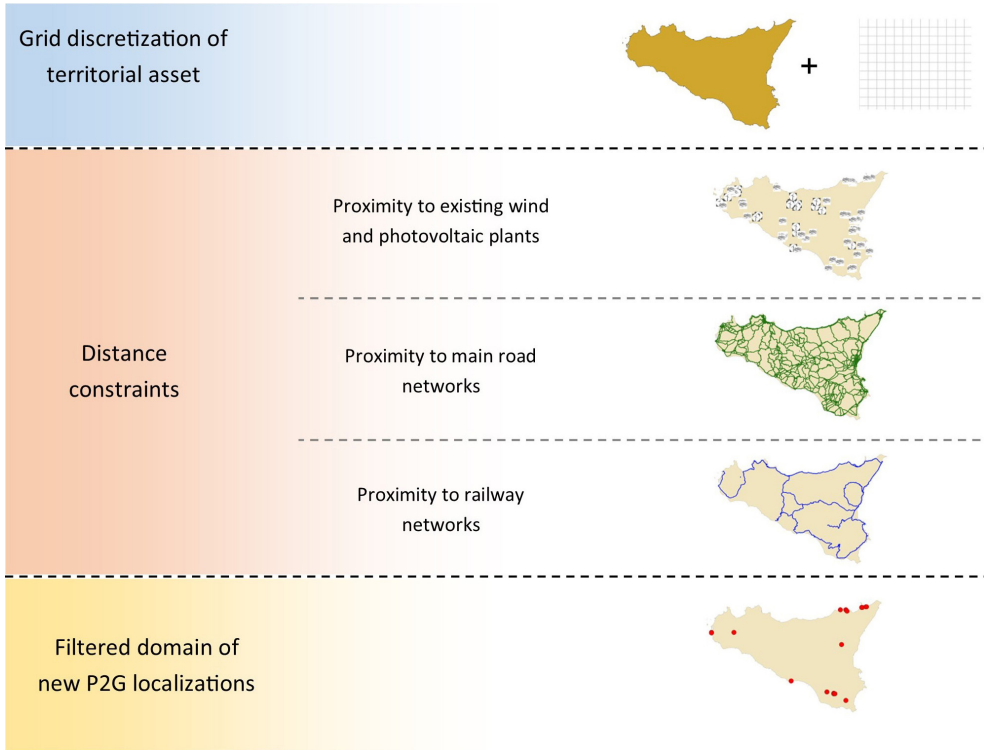 Grid discretization of
territorial asset
+
Proximity to existing wind
and photovoltaic plants
Distance
constraints
Proximity to main road
networks
Proximity to railway
networks
Filtered domain of
new P2G localizations